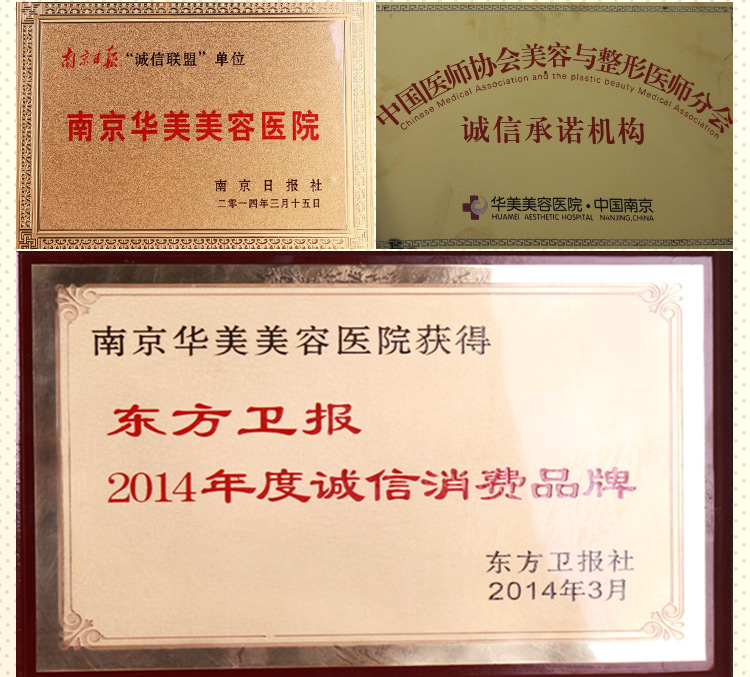 南京日报 “诚信联盟” 单位
南京华美美容医院
南京日报社
二零一四年三月十五日
中国医师协会美容与整形医师分会
Chinese Medical Association and the plastic beauty Medical Association
诚信承诺机构
华美美容医院·中国南京
HUAMEI AESTHETIC HOSPITAL NANJING,CHINA
南京华美美容医院获得
东方卫报
2014年度诚信消费品牌
东方卫报社
2014年3月